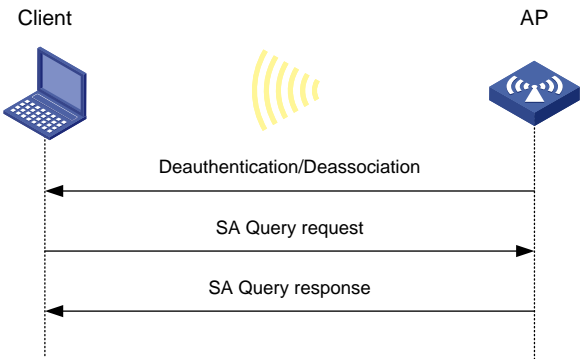 Client
AP
Deauthentication/Deassociation
SA Query request
SA Query response